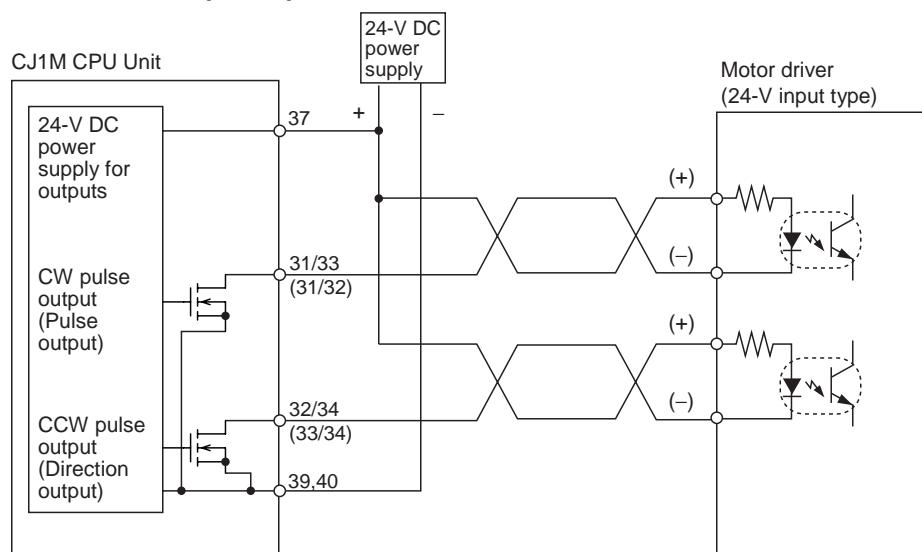 24-V DC
power
supply
CJ1M CPU Unit
Motor driver
(24-V input type)
24-V DC
power
supply for
outputs
37
+
–
(+)
(–)
CW pulse
output
(Pulse
output)
31/33
(31/32)
(+)
(–)
CCW pulse
output
(Direction
output)
32/34
(33/34)
39,40